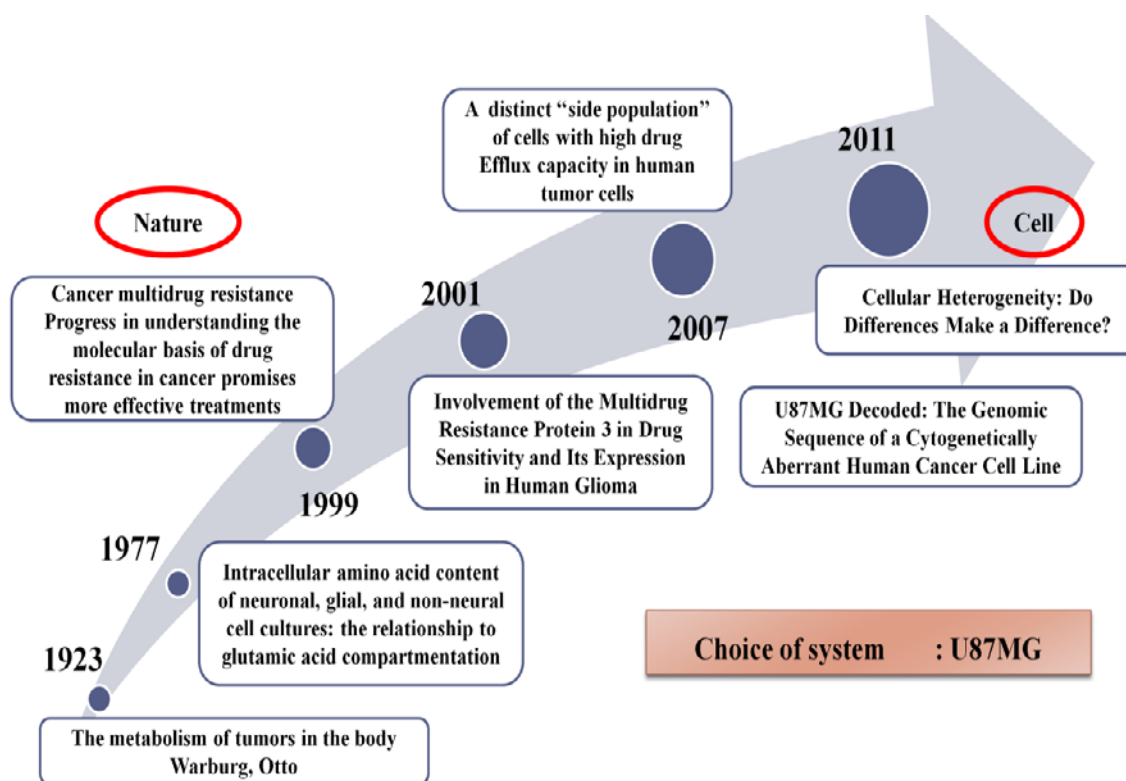 A distinct “side population”
of cells with high drug
Efflux capacity in human
tumor cells
2011
Nature
Cell
Cancer multidrug resistance
Progress in understanding the
molecular basis of drug
resistance in cancer promises
more effective treatments
2001
2007
Cellular Heterogeneity: Do
Differences Make a Difference?
Involvement of the Multidrug
Resistance Protein 3 in Drug
Sensitivity and Its Expression
in Human Glioma
U87MG Decoded: The Genomic
Sequence of a Cytogenetically
Aberrant Human Cancer Cell Line
1999
1977
Intracellular amino acid content
of neuronal, glial, and non-neural
cell cultures: the relationship to
glutamic acid compartmentation
1923
Choice of system : U87MG
The metabolism of tumors in the body
Warburg, Otto